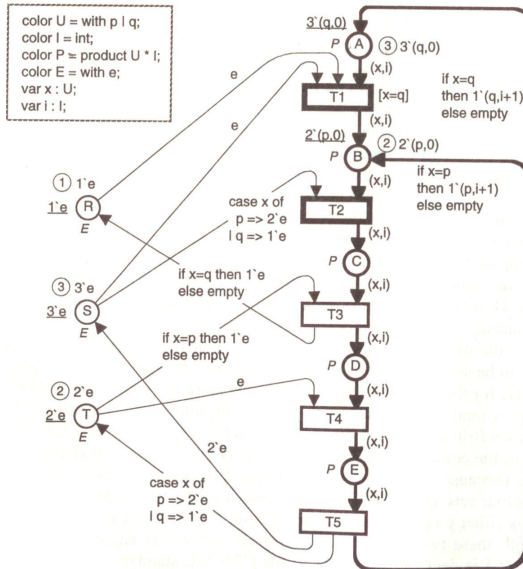 color U = with p | q;
color I = int;
color P = product U * I;
color E = with e;
var x : U;
var i : I;
3`(q,0)
P
A
3
3`(q,0)
(x,i)
e
T1
[x=q]
if x=q
then 1`(q,i+1)
else empty
e
(x,i)
2`(p,0)
P
B
2
2`(p,0)
(x,i)
if x=p
then 1`(p,i+1)
else empty
1
1`e
1`e
R
E
case x of
p => 2`e
| q => 1`e
T2
(x,i)
P
C
(x,i)
3
3`e
3`e
S
E
if x=q then 1`e
else empty
T3
(x,i)
if x=p then 1`e
else empty
P
D
(x,i)
2
2`e
2`e
T
E
e
T4
(x,i)
2`e
P
E
(x,i)
case x of
p => 2`e
| q => 1`e
T5